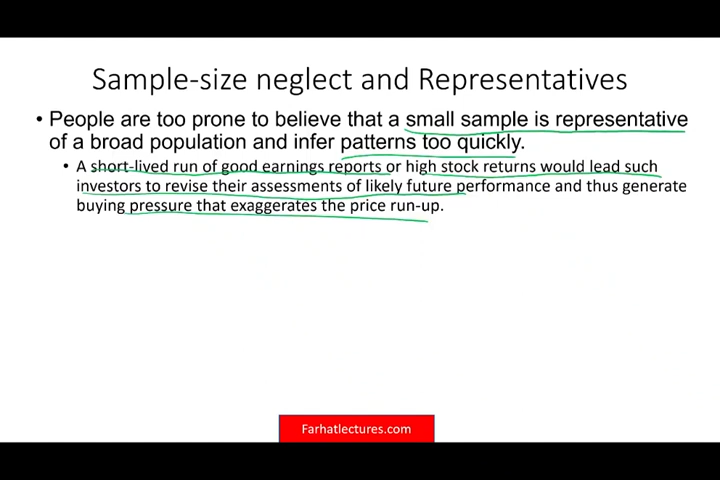 Sample-size neglect and Representatives
• People are too prone to believe that a small sample is representative
of a broad population and infer patterns too quickly.
• A short-lived run of good earnings reports or high stock returns would lead such
investors to revise their assessments of likely future performance and thus generate
buying pressure that exaggerates the price run-up.
Farhatlectures.com